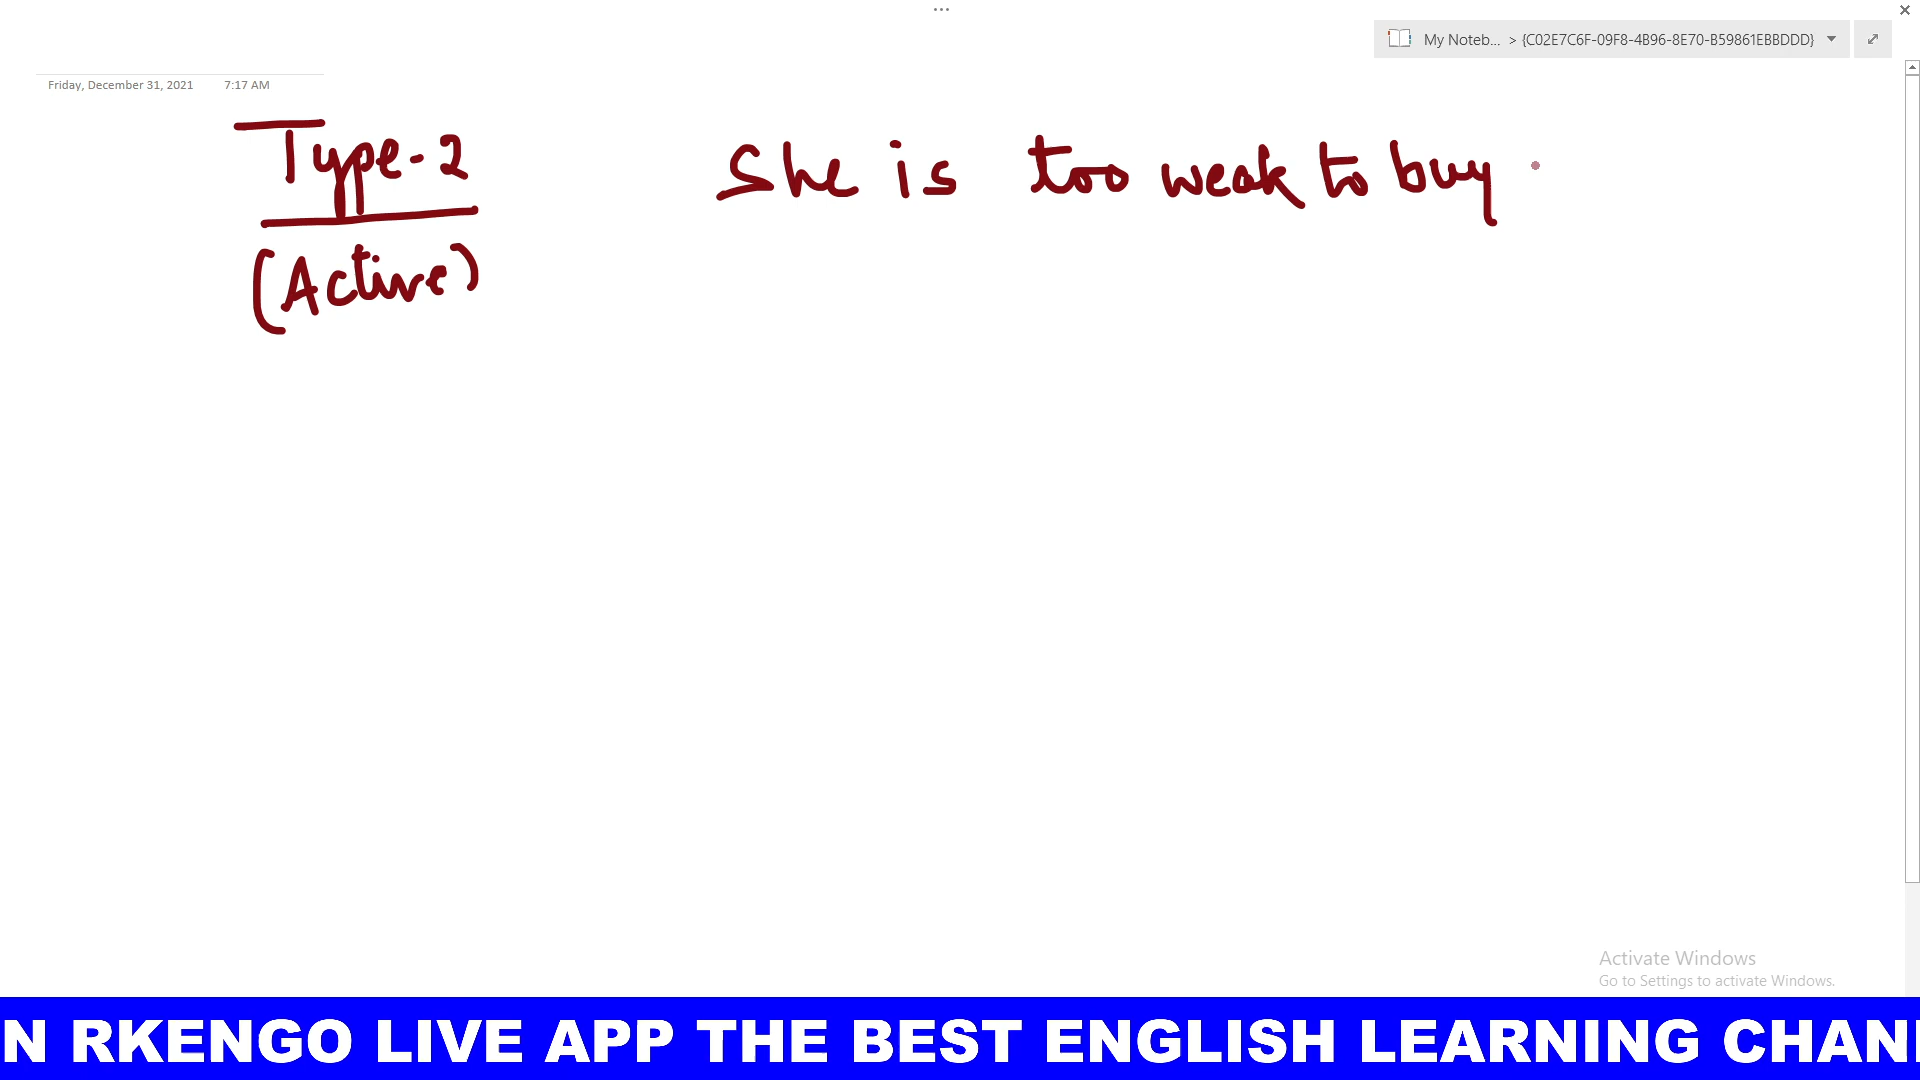 My Noteb... > {C02E7C6F-09F8-4B96-8E70-B59861EBBDDD}
Friday, December 31, 2021 7:17 AM
Type-2
(Active)
She is too weak to buy
Activate Windows
Go to Settings to activate Windows.
N RKENGO LIVE APP THE BEST ENGLISH LEARNING CHAN